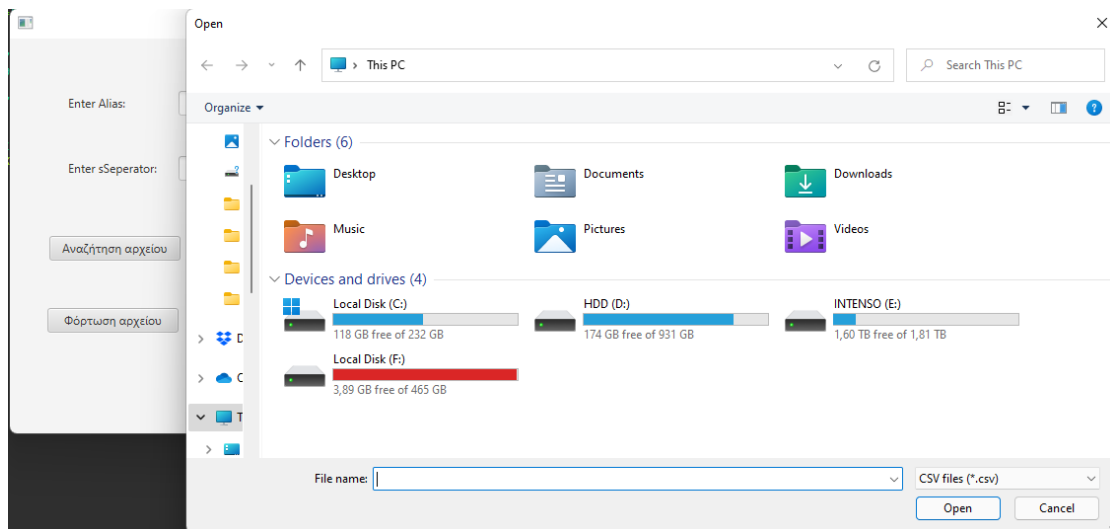 Open
This PC
Search This PC
Enter Alias:
Organize
Folders (6)
Desktop
Documents
Downloads
Enter sSeperator:
Music
Pictures
Videos
Αναζήτηση αρχείου
Devices and drives (4)
Local Disk (C:)
118 GB free of 232 GB
HDD (D:)
174 GB free of 931 GB
INTENSO (E:)
1,60 TB free of 1,81 TB
Φόρτωση αρχείου
Local Disk (F:)
3,89 GB free of 465 GB
File name:
CSV files (*.csv)
Open
Cancel